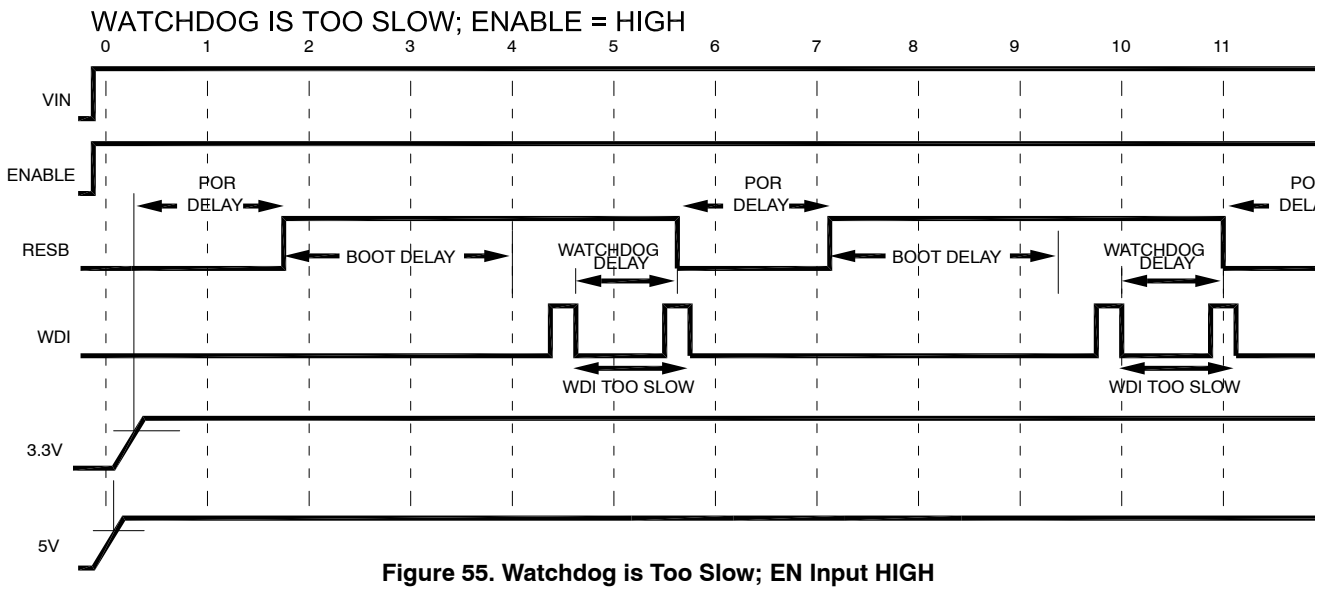 WATCHDOG IS TOO SLOW; ENABLE = HIGH
0 1 2 3 4 5 6 7 8 9 10 11
VIN
ENABLE
POR
DELAY
POR
DELAY
PO
DELA
RESB
BOOT DELAY
WATCHDOG
DELAY
BOOT DELAY
WATCHDOG
DELAY
WDI
WDI TOO SLOW
WDI TOO SLOW
3.3V
5V
Figure 55. Watchdog is Too Slow; EN Input HIGH